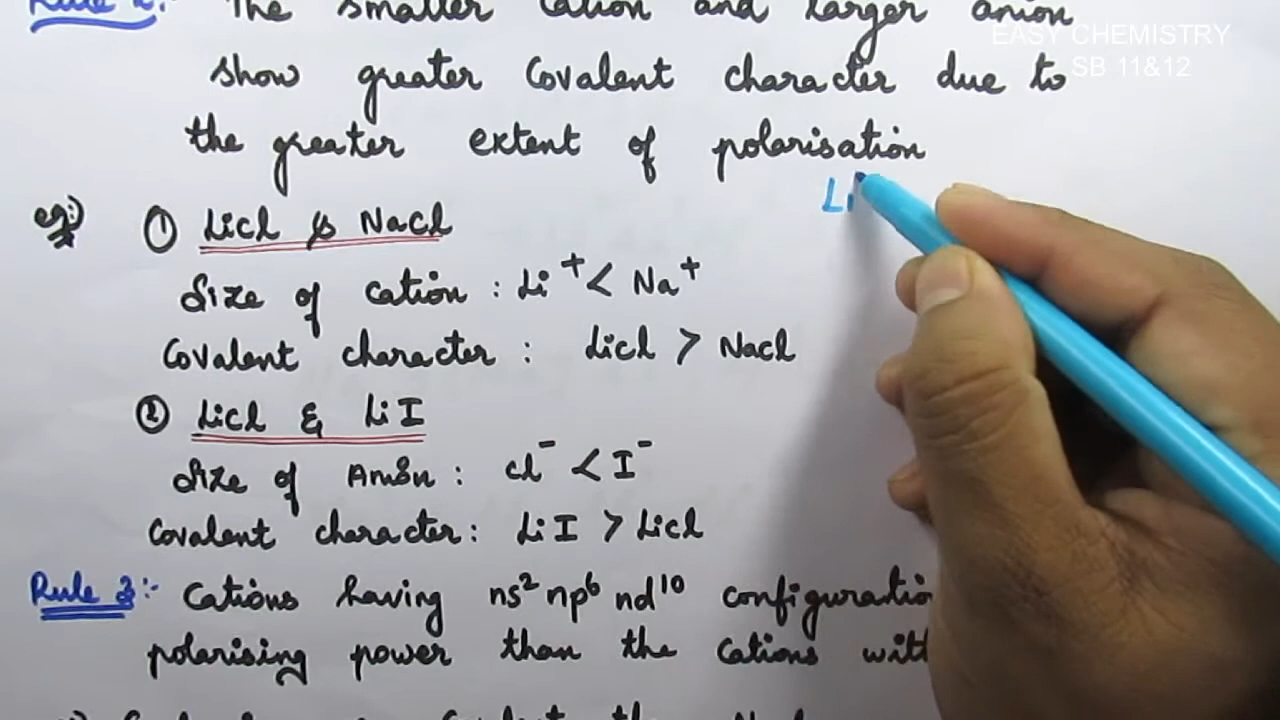 Rule 2:- The smaller cation and larger anion
show greater covalent character due to
the greater extent of polarisation
Li
eg:) ① LiCl & NaCl
Size of cation : Li⁺ < Na⁺
Covalent character : LiCl > NaCl
② LiCl & LiI
Size of Anion : Cl⁻ < I⁻
Covalent character: LiI > LiCl
Rule 3:- Cations having ns² np⁶ nd¹⁰ configuration
polarising power than the cations with
EASY CHEMISTRY
SB 11&12